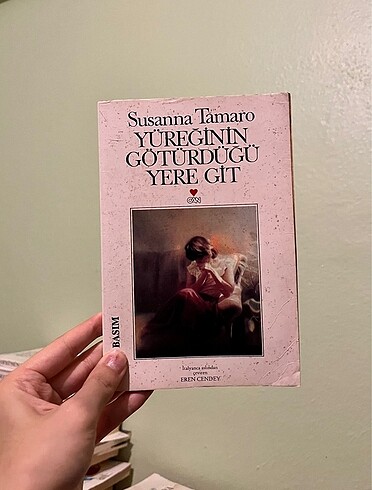 Susanna Tamaro
YÜREĞİNİN
GÖTÜRDÜĞÜ
YERE GİT
CAN
BASIM
İtalyanca aslından
çeviren
EREN CENDEY